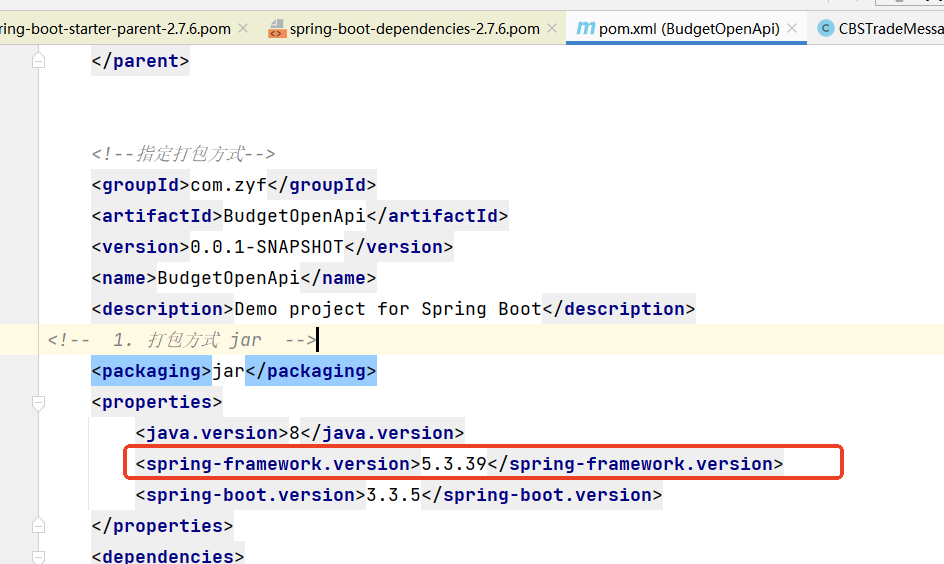 ring-boot-starter-parent-2.7.6.pom spring-boot-dependencies-2.7.6.pom pom.xml (BudgetOpenApi) CBSTradeMessa
</parent>
<!--指定打包方式-->
<groupId>com.zyf</groupId>
<artifactId>BudgetOpenApi</artifactId>
<version>0.0.1-SNAPSHOT</version>
<name>BudgetOpenApi</name>
<description>Demo project for Spring Boot</description>
<!--  1. 打包方式 jar  -->
<packaging>jar</packaging>
<properties>
<java.version>8</java.version>
<spring-framework.version>5.3.39</spring-framework.version>
<spring-boot.version>3.3.5</spring-boot.version>
</properties>
<dependencies>